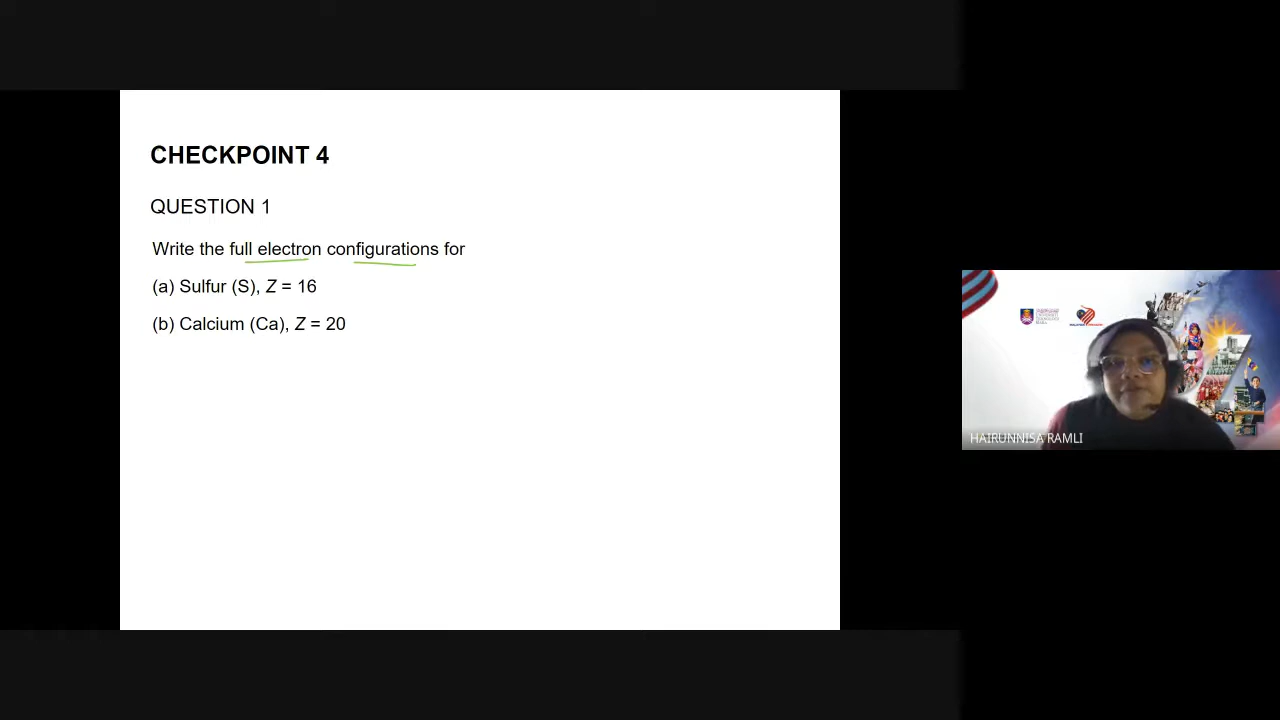 CHECKPOINT 4
QUESTION 1
Write the full electron configurations for
(a) Sulfur (S), Z = 16
(b) Calcium (Ca), Z = 20
HAIRUNNISA RAMLI